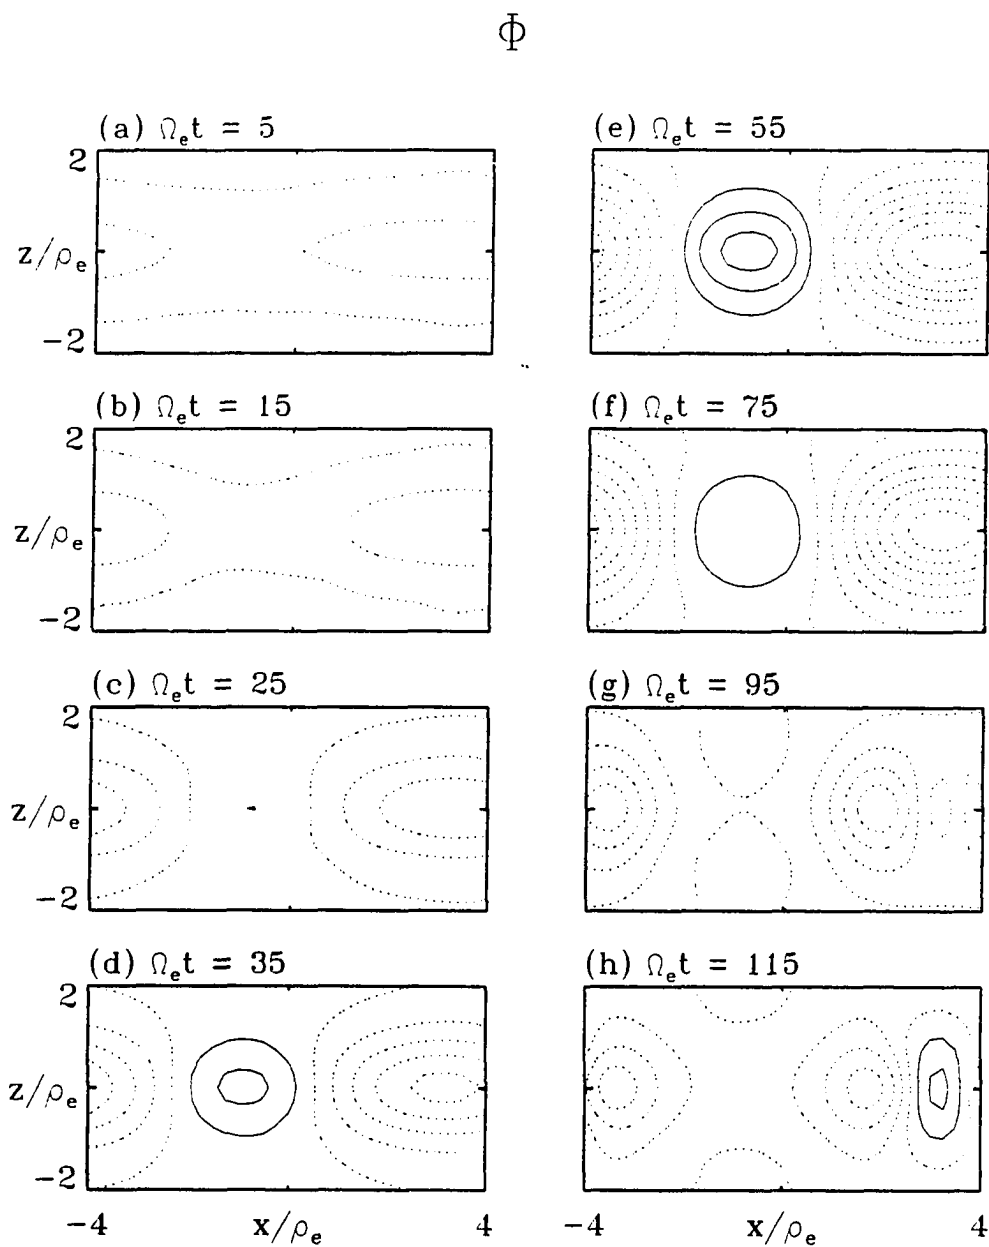 Φ
(a) Ωₑt = 5
2
z/ρₑ
−2
(b) Ωₑt = 15
2
z/ρₑ
−2
(c) Ωₑt = 25
2
z/ρₑ
−2
(d) Ωₑt = 35
2
z/ρₑ
−2
−4 x/ρₑ 4
(e) Ωₑt = 55
(f) Ωₑt = 75
(g) Ωₑt = 95
(h) Ωₑt = 115
−4 x/ρₑ 4